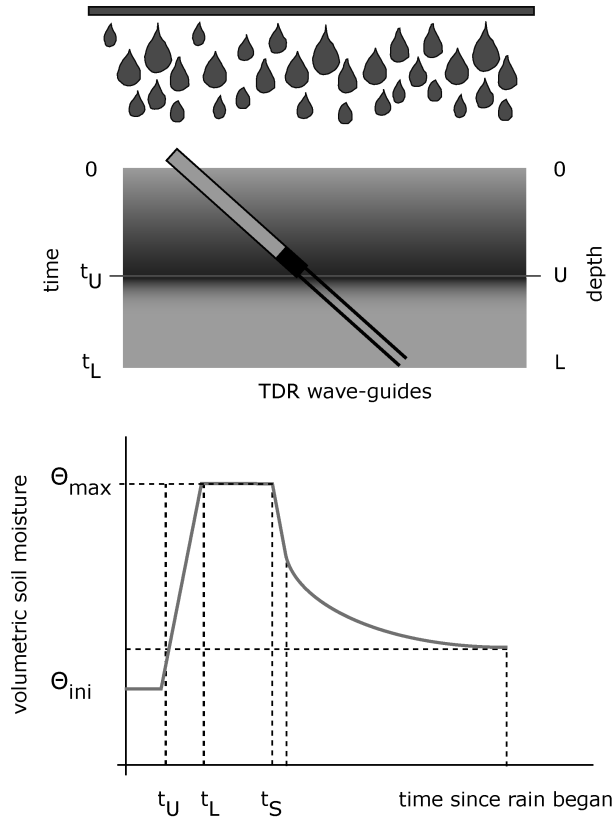 0
0
time
t_U
U
depth
t_L
L
TDR wave-guides
volumetric soil moisture
Θ_max
Θ_ini
t_U
t_L
t_S
time since rain began